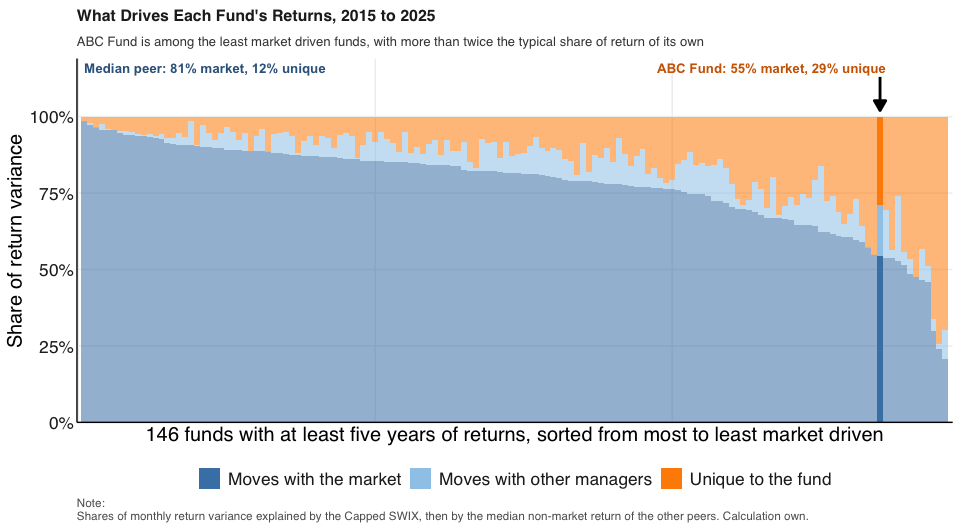 What Drives Each Fund's Returns, 2015 to 2025
ABC Fund is among the least market driven funds, with more than twice the typical share of return of its own
Median peer: 81% market, 12% unique
ABC Fund: 55% market, 29% unique
Share of return variance
100%
75%
50%
25%
0%
146 funds with at least five years of returns, sorted from most to least market driven
Moves with the market
Moves with other managers
Unique to the fund
Note:
Shares of monthly return variance explained by the Capped SWIX, then by the median non-market return of the other peers. Calculation own.